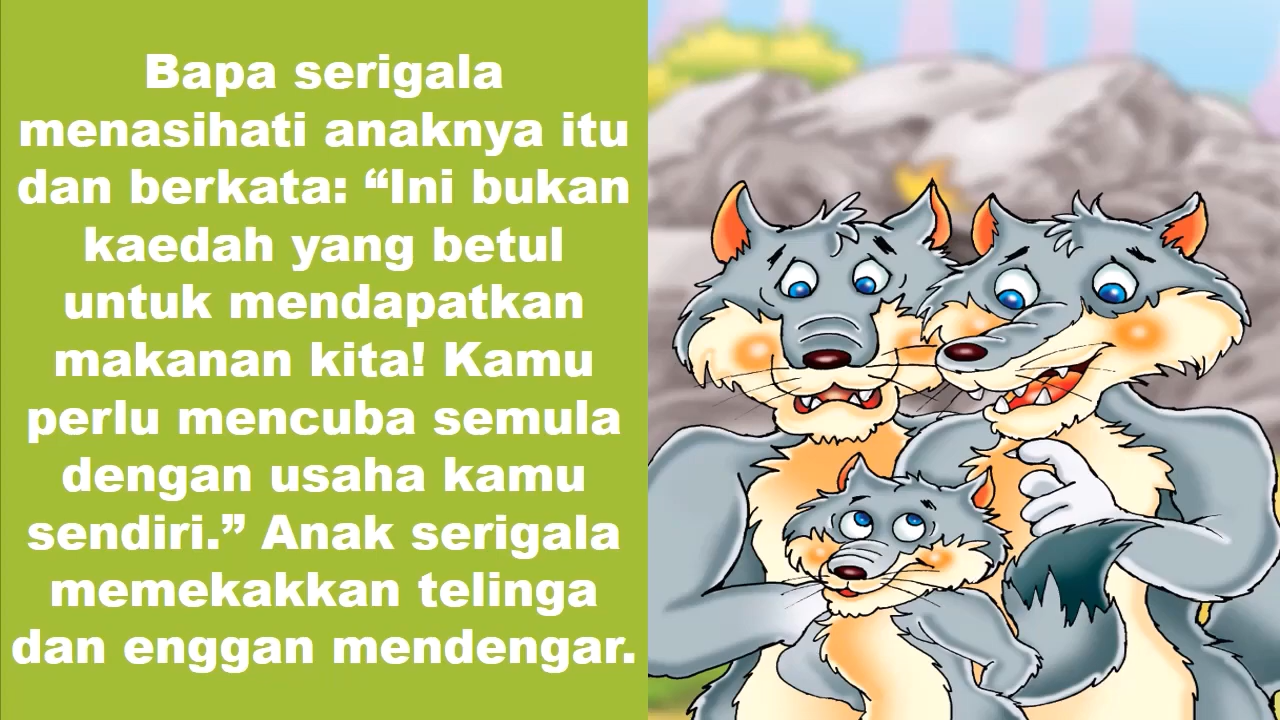 Bapa serigala
menasihati anaknya itu
dan berkata: “Ini bukan
kaedah yang betul
untuk mendapatkan
makanan kita! Kamu
perlu mencuba semula
dengan usaha kamu
sendiri.” Anak serigala
memekakkan telinga
dan enggan mendengar.